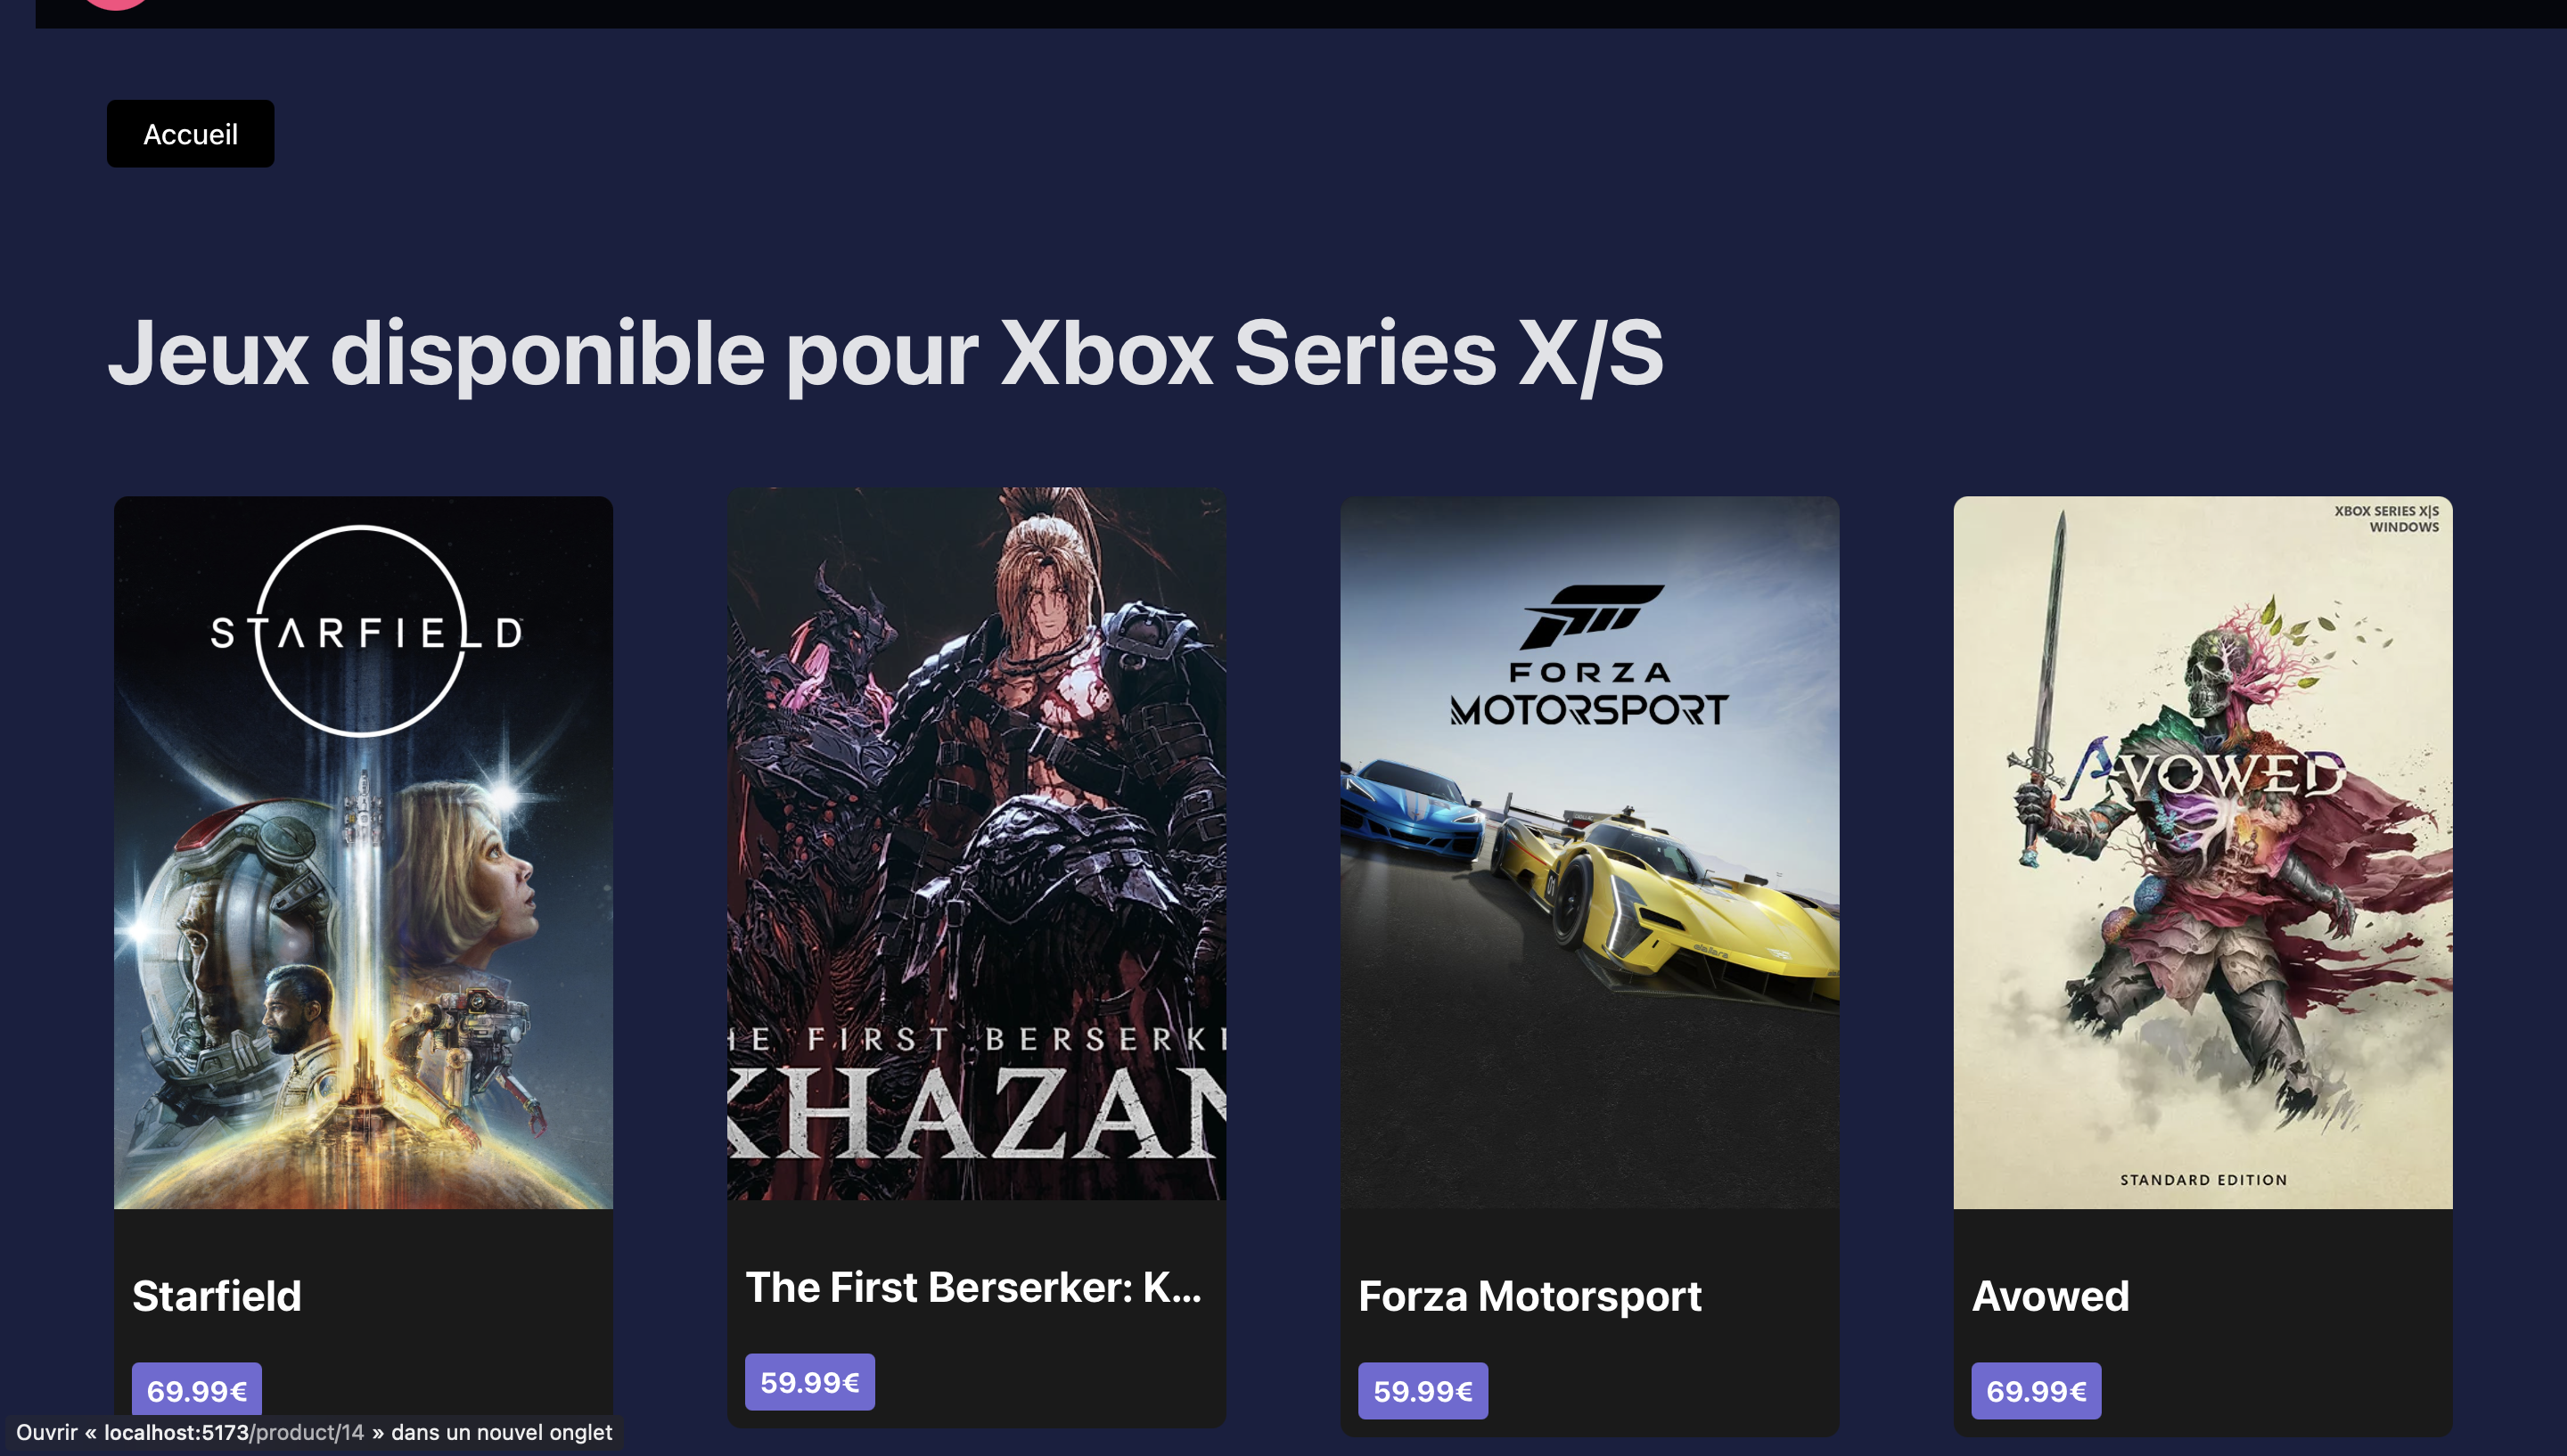 Accueil
Jeux disponible pour Xbox Series X/S
STARFIELD
HE FIRST BERSERKE
KHAZAN
FORZA
MOTORSPORT
XBOX SERIES X|S
WINDOWS
AVOWED
STANDARD EDITION
Starfield
The First Berserker: K...
Forza Motorsport
Avowed
69.99€
59.99€
59.99€
69.99€
Ouvrir « localhost:5173/product/14 » dans un nouvel onglet